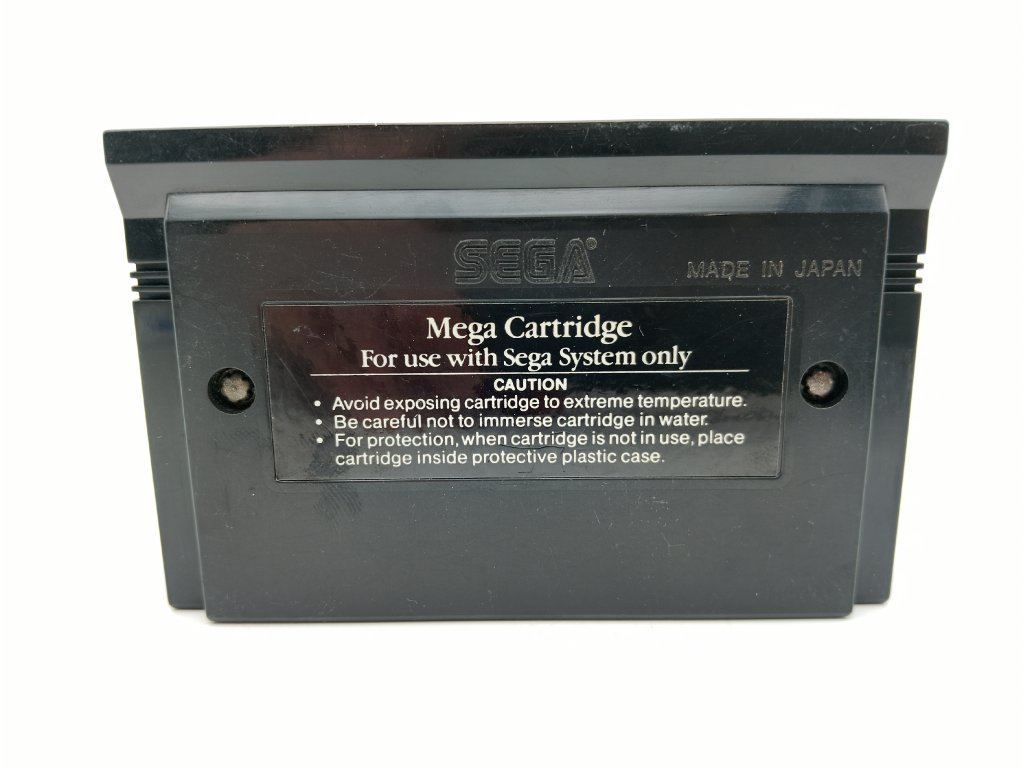 SEGA®
MADE IN JAPAN
Mega Cartridge
For use with Sega System only
CAUTION
• Avoid exposing cartridge to extreme temperature.
• Be careful not to immerse cartridge in water.
• For protection, when cartridge is not in use, place
cartridge inside protective plastic case.